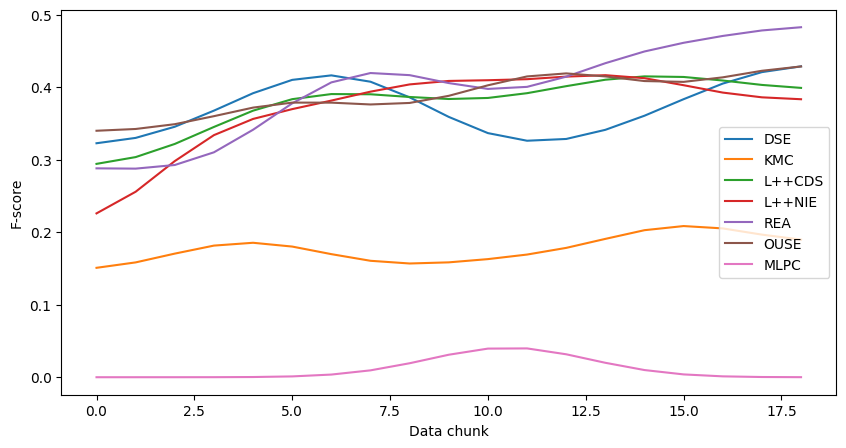 0.5
0.4
0.3
0.2
0.1
0.0
F-score
0.0 2.5 5.0 7.5 10.0 12.5 15.0 17.5
Data chunk
DSE
KMC
L++CDS
L++NIE
REA
OUSE
MLPC